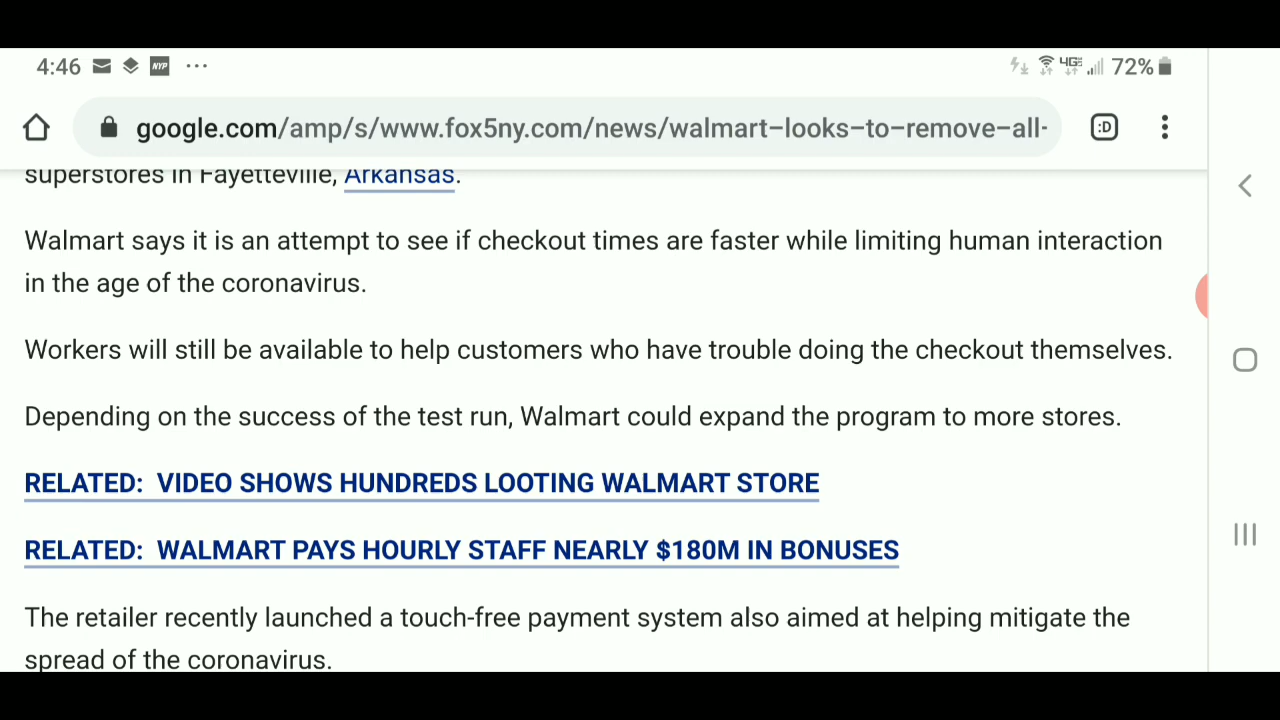 4:46 NYP ... 4GE 72%
google.com/amp/s/www.fox5ny.com/news/walmart-looks-to-remove-all-
:D
superstores in Fayetteville, Arkansas.
Walmart says it is an attempt to see if checkout times are faster while limiting human interaction
in the age of the coronavirus.
Workers will still be available to help customers who have trouble doing the checkout themselves.
Depending on the success of the test run, Walmart could expand the program to more stores.
RELATED: VIDEO SHOWS HUNDREDS LOOTING WALMART STORE
RELATED: WALMART PAYS HOURLY STAFF NEARLY $180M IN BONUSES
The retailer recently launched a touch-free payment system also aimed at helping mitigate the
spread of the coronavirus.